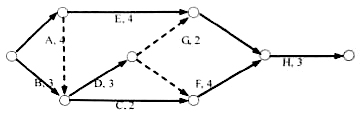 E, 4
A, 4
G, 2
H, 3
B, 3
D, 3
F, 4
C, 2